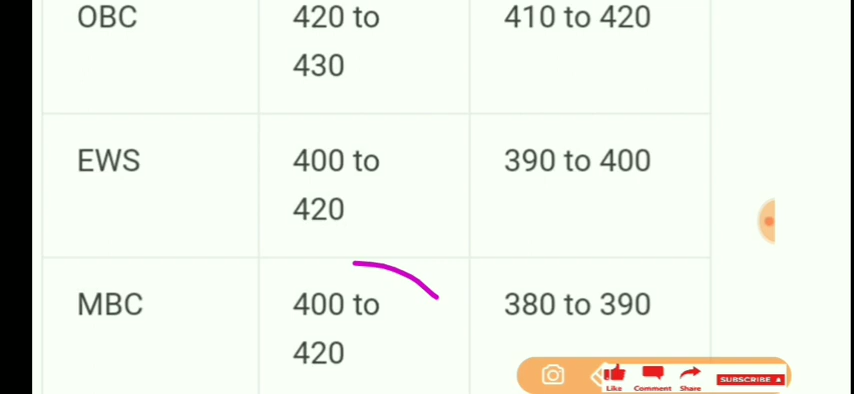 OBC 420 to 410 to 420
430
EWS 400 to 390 to 400
420
MBC 400 to 380 to 390
420
Like Comment Share SUBSCRIBE